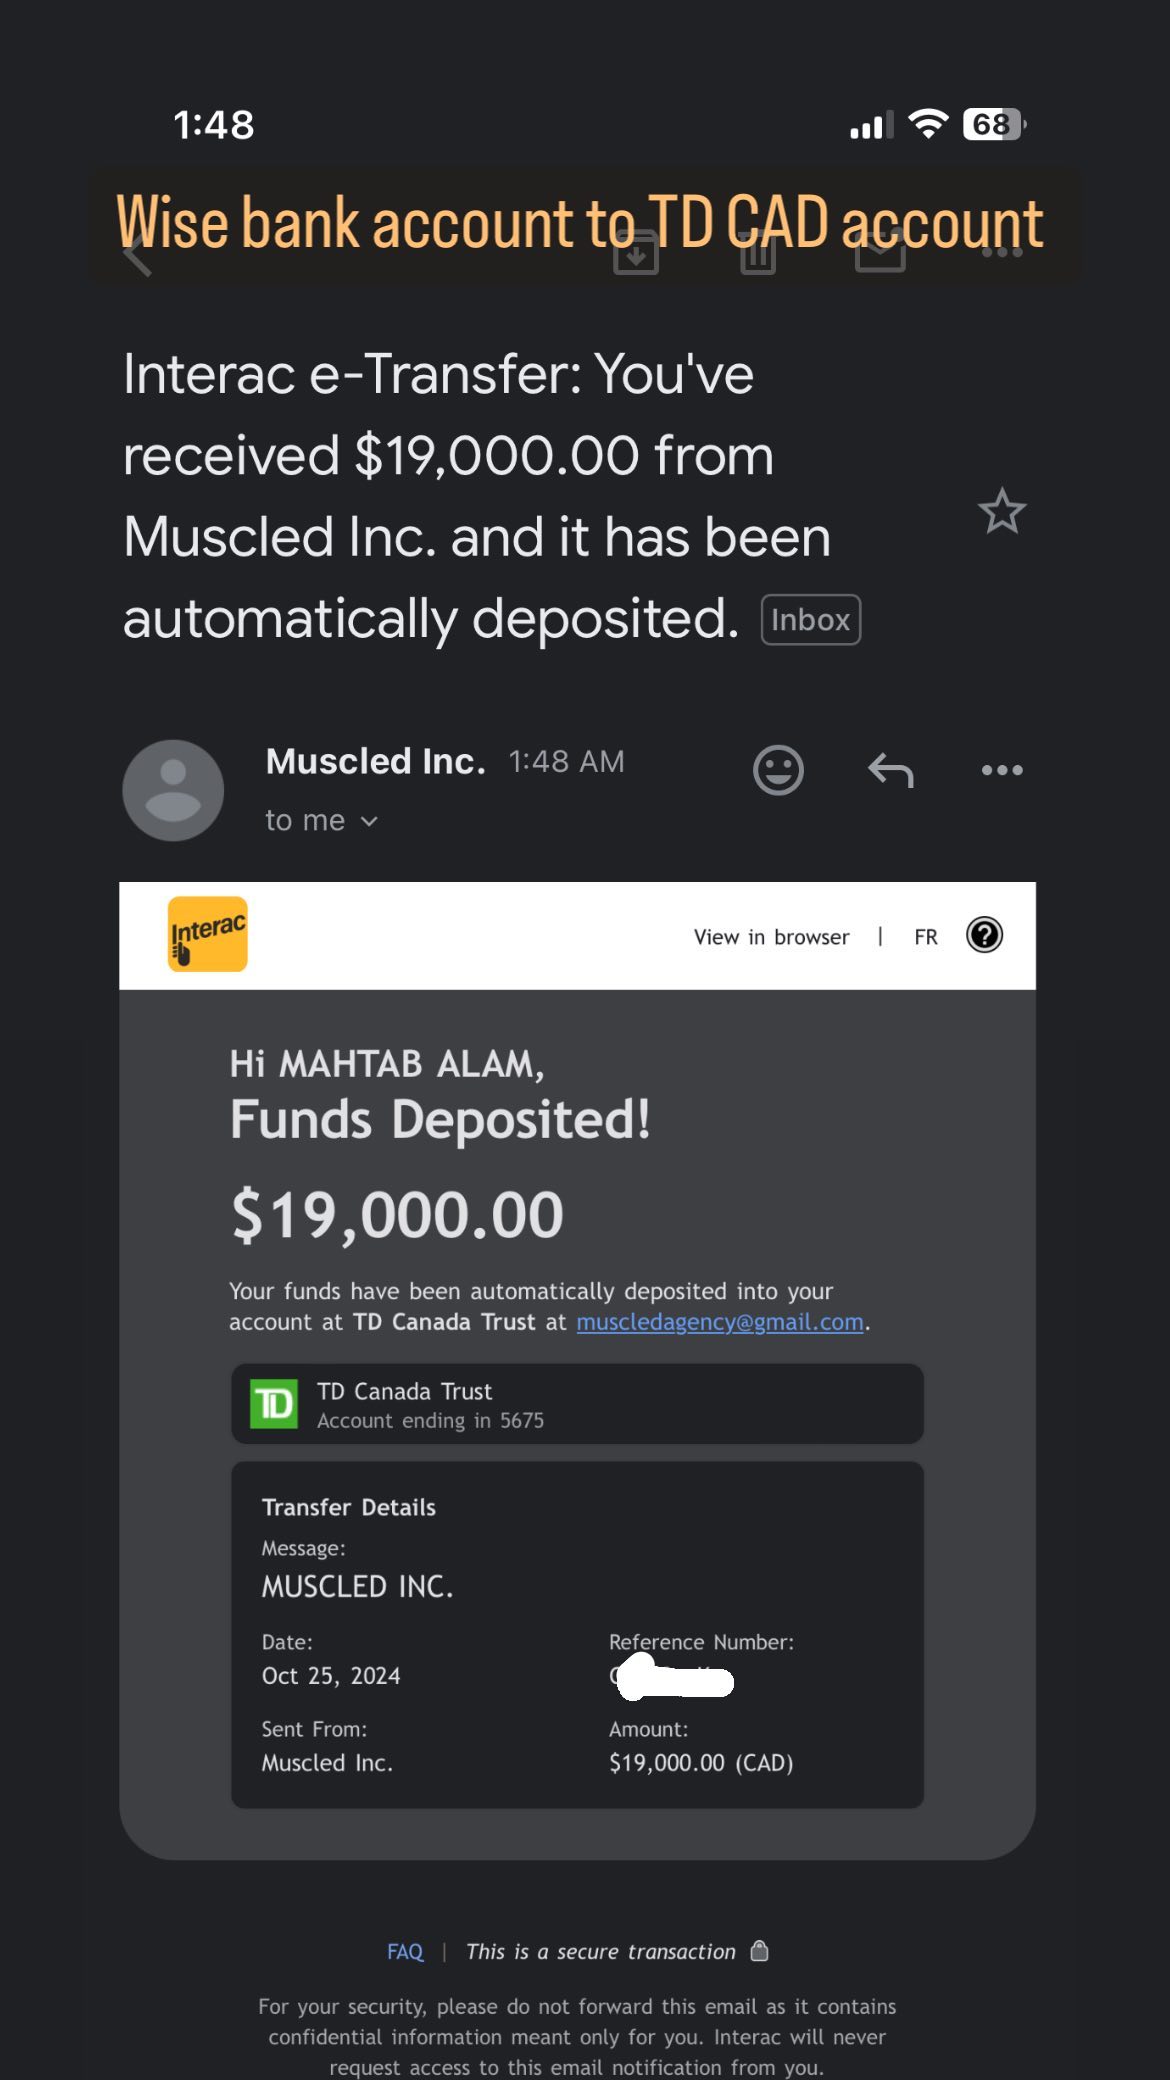 1:48
68
Wise bank account to TD CAD account
Interac e-Transfer: You've
received $19,000.00 from
Muscled Inc. and it has been
automatically deposited. Inbox
Muscled Inc. 1:48 AM
to me
Interac
View in browser | FR ?
Hi MAHTAB ALAM,
Funds Deposited!
$19,000.00
Your funds have been automatically deposited into your
account at TD Canada Trust at muscledagency@gmail.com.
TD
TD Canada Trust
Account ending in 5675
Transfer Details
Message:
MUSCLED INC.
Date:
Reference Number:
Oct 25, 2024
Sent From:
Amount:
Muscled Inc.
$19,000.00 (CAD)
FAQ | This is a secure transaction
For your security, please do not forward this email as it contains
confidential information meant only for you. Interac will never
request access to this email notification from you.